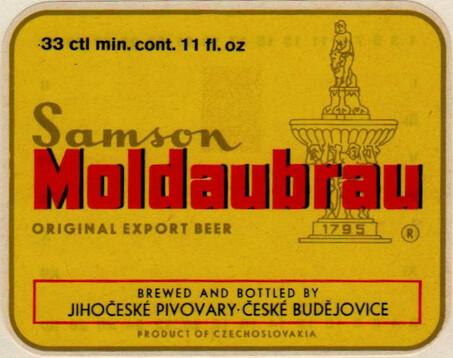 33 ctl min. cont. 11 fl. oz
Samson
Moldaubrau
ORIGINAL EXPORT BEER
1795
®
BREWED AND BOTTLED BY
JIHOČESKÉ PIVOVARY·ČESKÉ BUDĚJOVICE
PRODUCT OF CZECHOSLOVAKIA